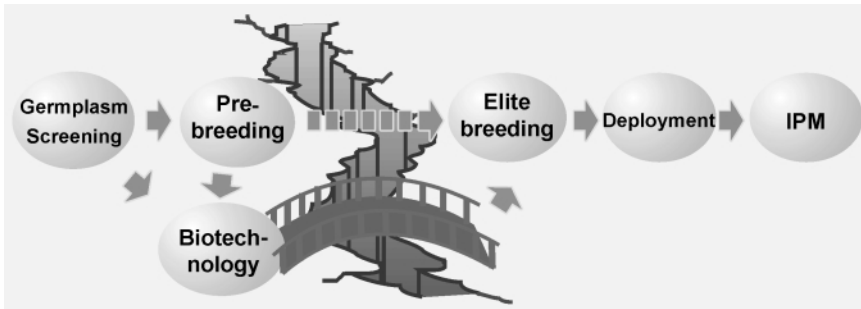 Germplasm
Screening
Pre-
breeding
Elite
breeding
Deployment
IPM
Biotech-
nology